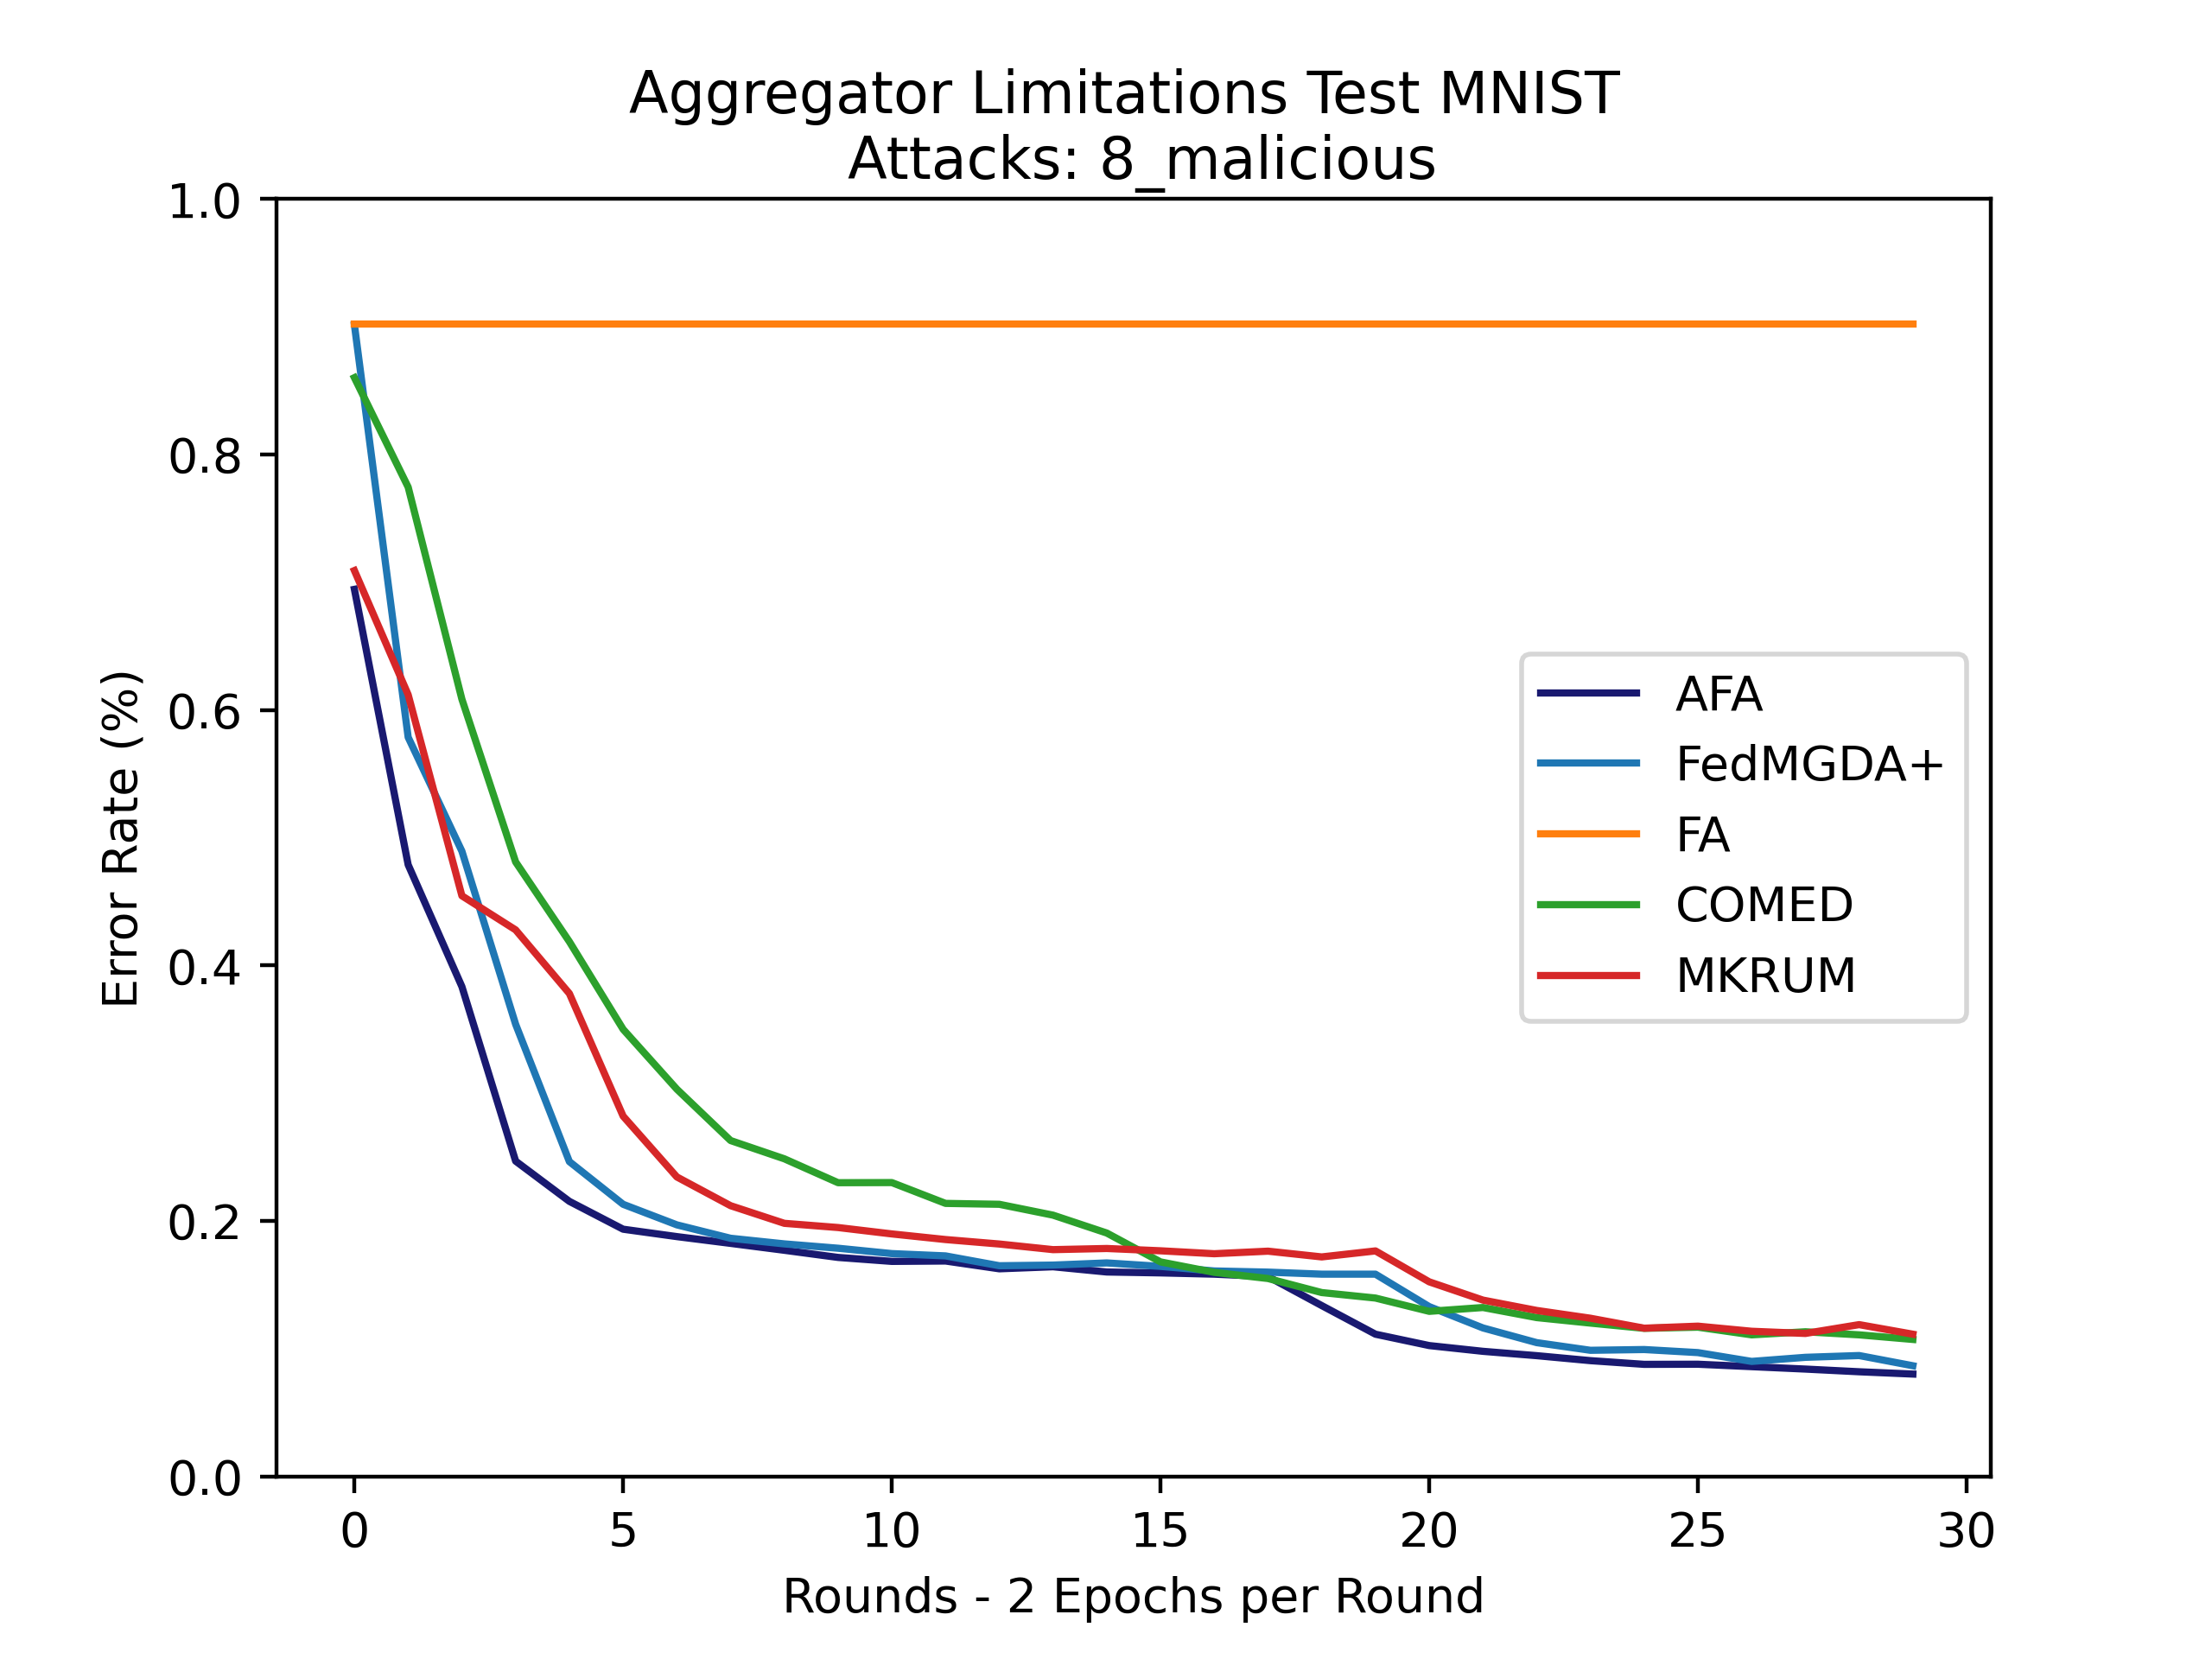 Aggregator Limitations Test MNIST
Attacks: 8_malicious
1.0
0.8
0.6
0.4
0.2
0.0
Error Rate (%)
AFA
FedMGDA+
FA
COMED
MKRUM
0 5 10 15 20 25 30
Rounds - 2 Epochs per Round